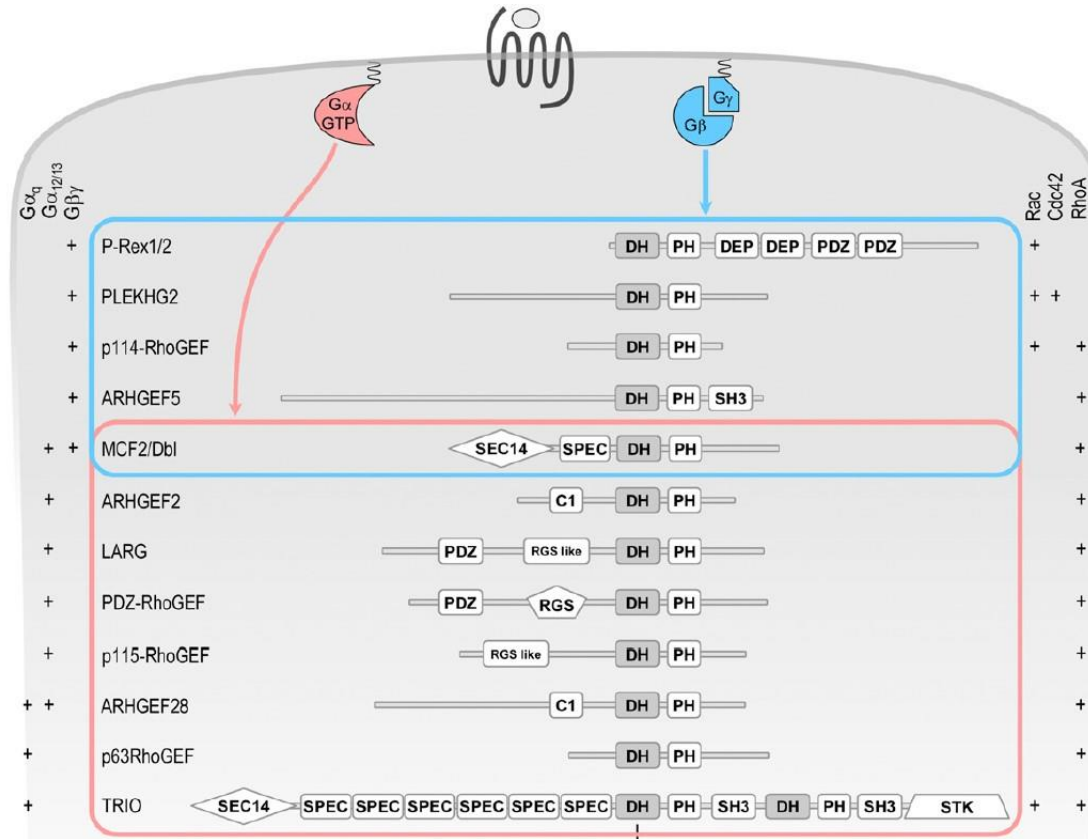 Gα
GTP
Gγ
Gβ
Gαq
Gα12/13
Gβγ
Rac
Cdc42
RhoA
+ P-Rex1/2 DH PH DEP DEP PDZ PDZ +
+ PLEKHG2 DH PH + +
+ p114-RhoGEF DH PH + +
+ ARHGEF5 DH PH SH3 +
+ + MCF2/Dbl SEC14 SPEC DH PH +
+ ARHGEF2 C1 DH PH +
+ LARG PDZ RGS like DH PH +
+ PDZ-RhoGEF PDZ RGS DH PH +
+ p115-RhoGEF RGS like DH PH +
+ + ARHGEF28 C1 DH PH +
+ p63RhoGEF DH PH +
+ TRIO SEC14 SPEC SPEC SPEC SPEC SPEC SPEC DH PH SH3 DH PH SH3 STK + +